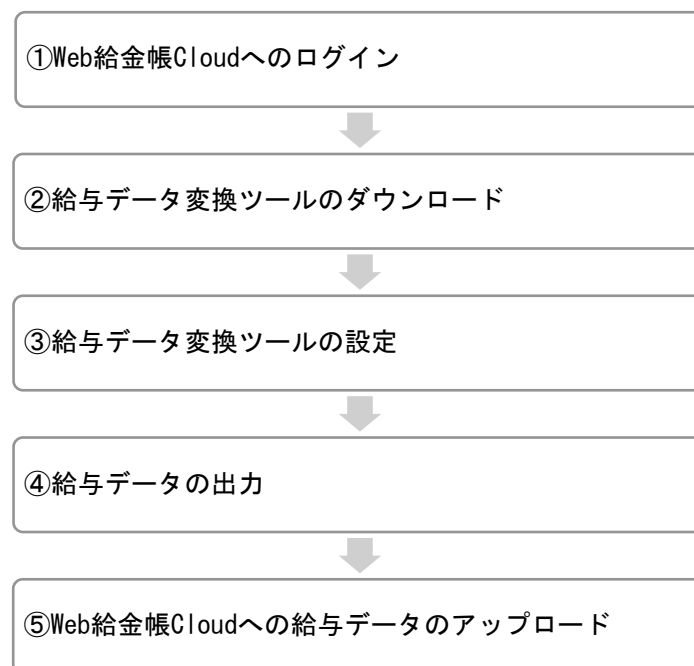 ①Web給金帳Cloudへのログイン
②給与データ変換ツールのダウンロード
③給与データ変換ツールの設定
④給与データの出力
⑤Web給金帳Cloudへの給与データのアップロード